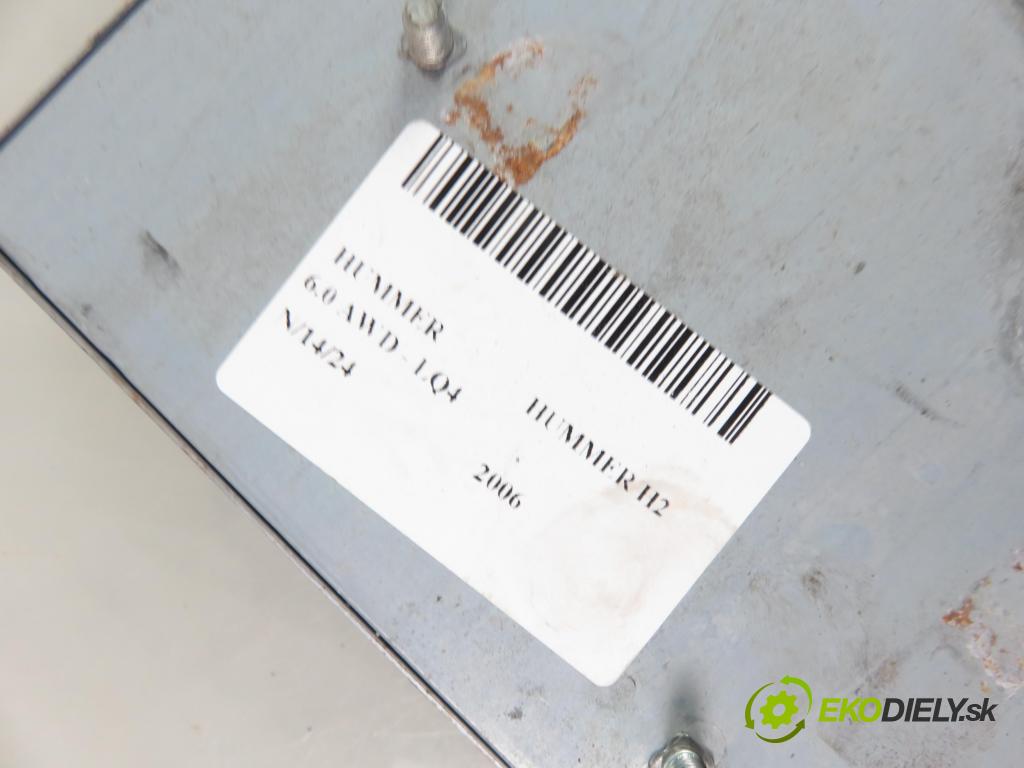 HUMMER HUMMER H2
6.0 AWD - LQ4 2006
N/14/24
EKODIELY.sk